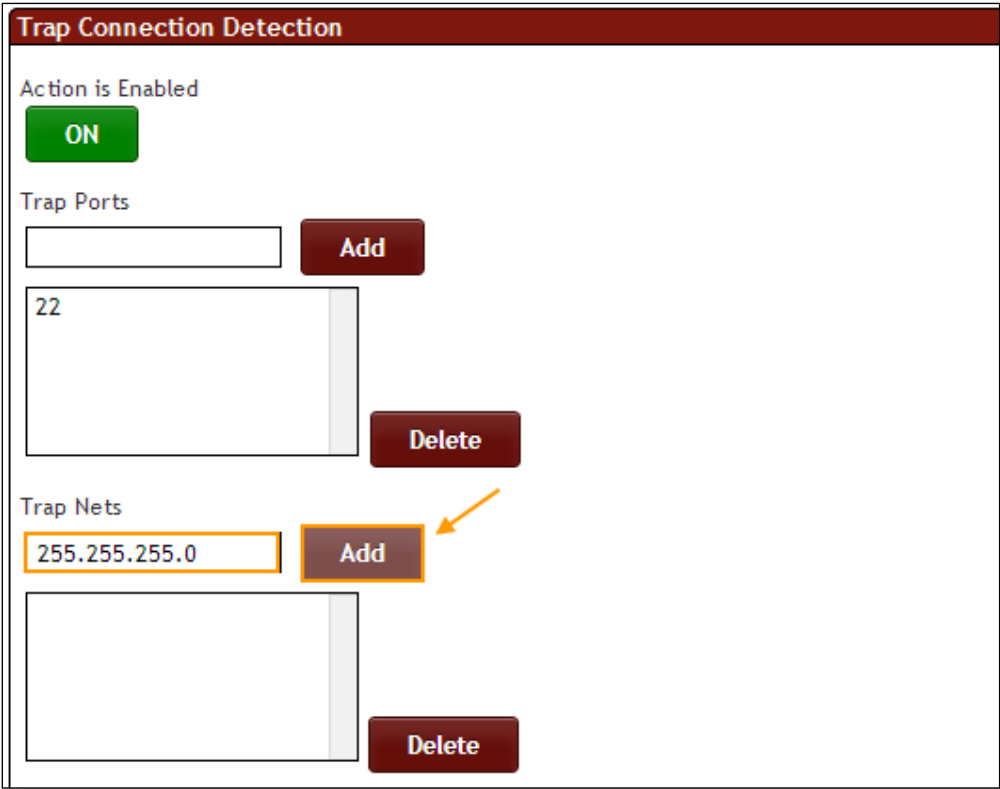 Trap Connection Detection
Action is Enabled
ON
Trap Ports
Add
22
Delete
Trap Nets
255.255.255.0 Add
Delete